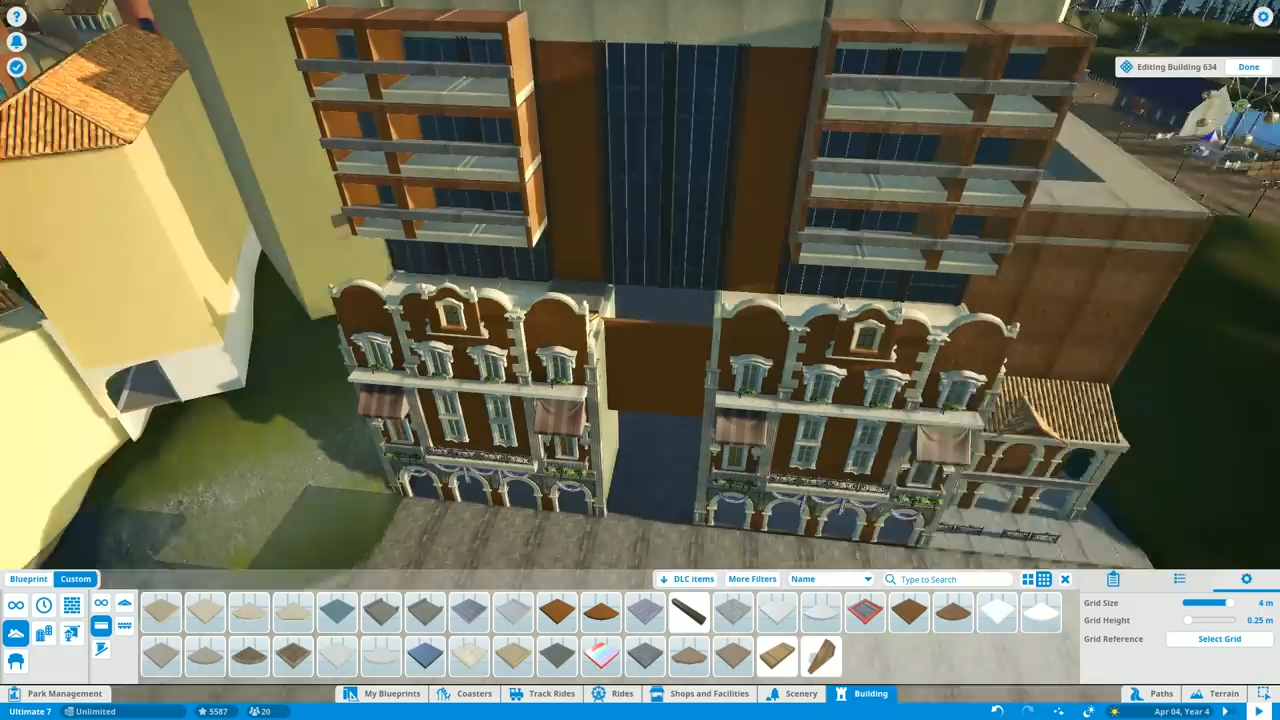 ?
Editing Building 634 Done
Blueprint Custom DLC items More Filters Name Type to Search
Grid Size 4 m
Grid Height 0.25 m
Grid Reference Select Grid
Park Management My Blueprints Coasters Track Rides Rides Shops and Facilities Scenery Building Paths Terrain
Ultimate 7 Unlimited 5587 20 Apr 04, Year 4